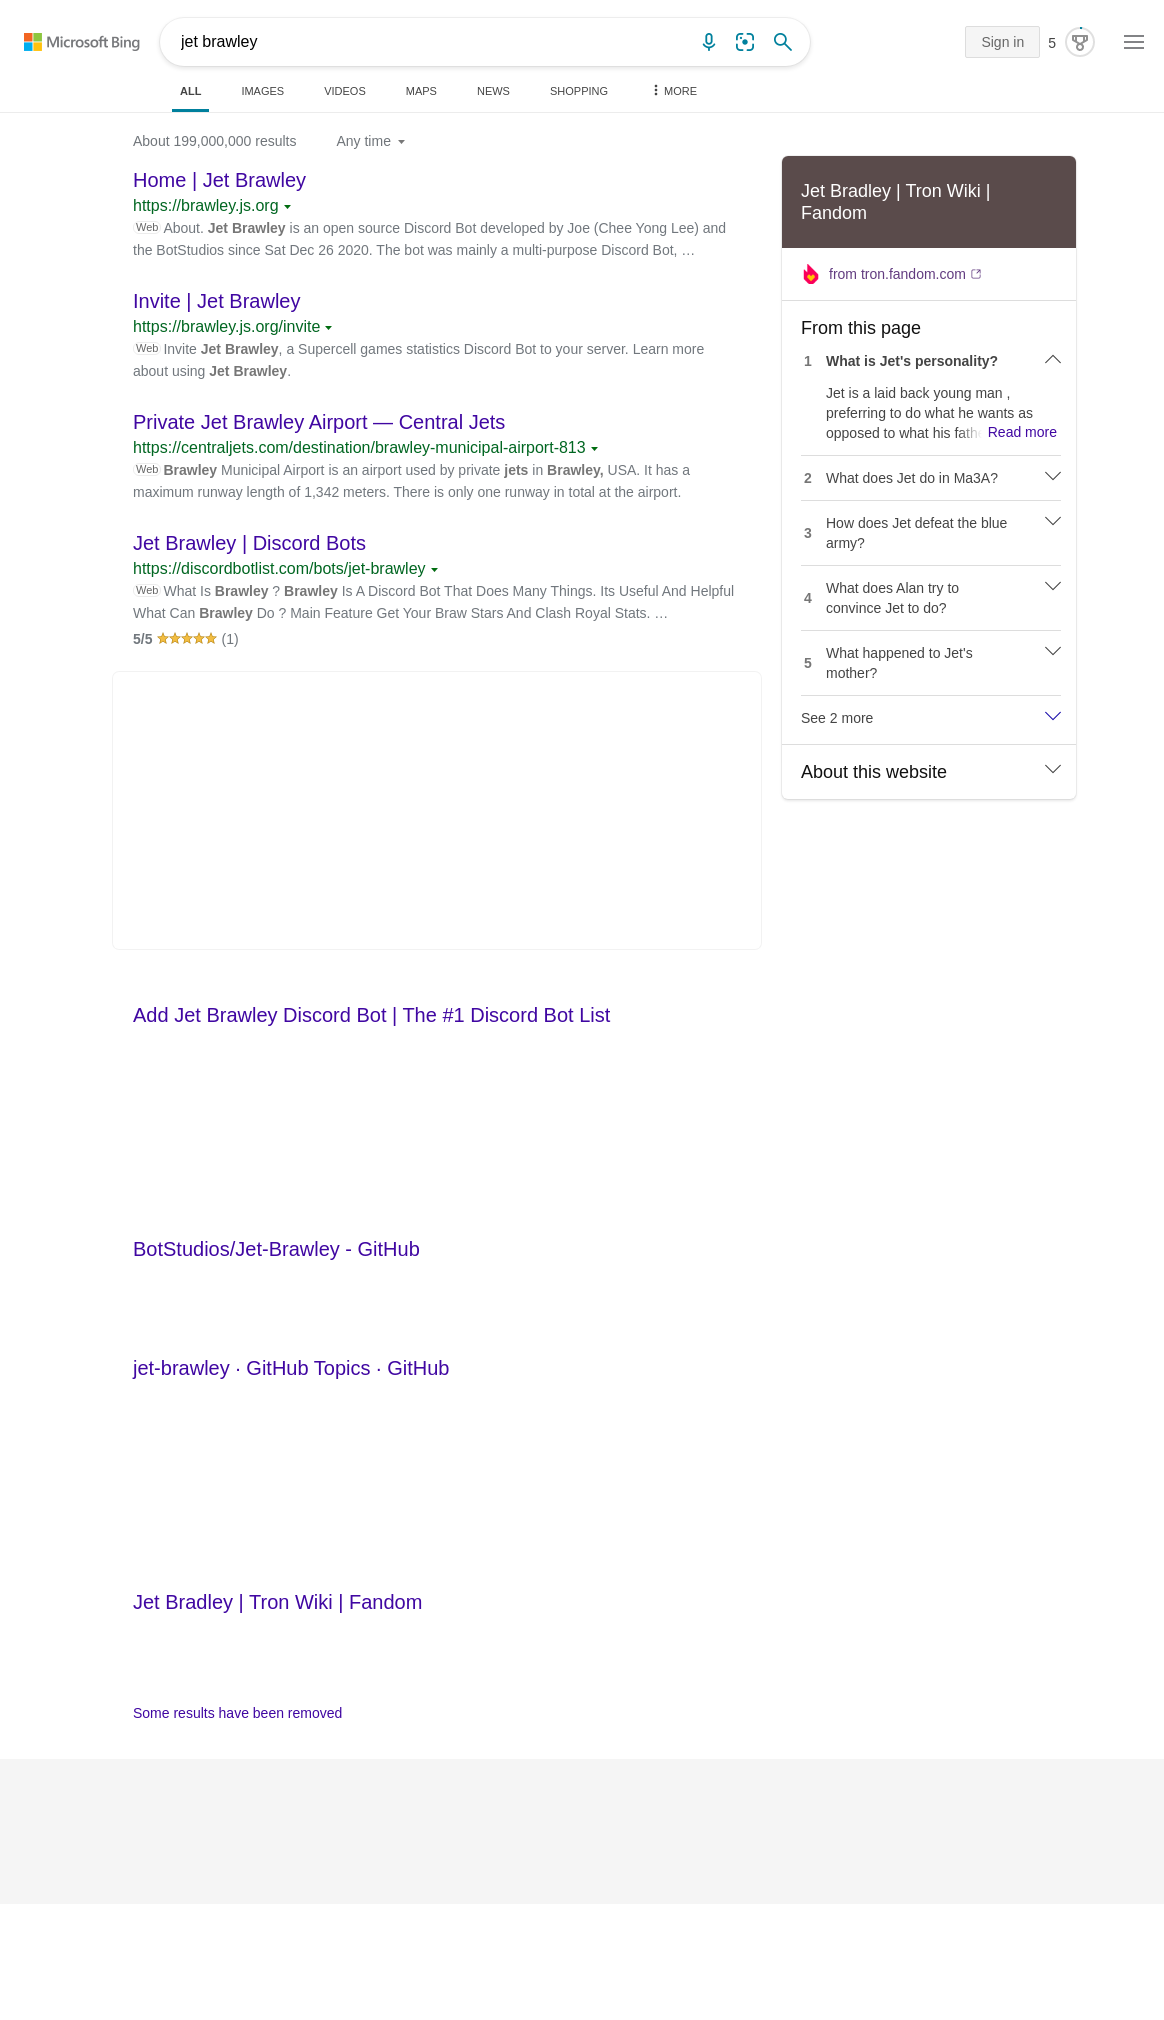 Microsoft Bing
jet brawley
Sign in
5
ALL
IMAGES
VIDEOS
MAPS
NEWS
SHOPPING
MORE
About 199,000,000 results
Any time
Home | Jet Brawley
https://brawley.js.org
Web About. Jet Brawley is an open source Discord Bot developed by Joe (Chee Yong Lee) and
the BotStudios since Sat Dec 26 2020. The bot was mainly a multi-purpose Discord Bot, …
Invite | Jet Brawley
https://brawley.js.org/invite
Web Invite Jet Brawley, a Supercell games statistics Discord Bot to your server. Learn more
about using Jet Brawley.
Private Jet Brawley Airport — Central Jets
https://centraljets.com/destination/brawley-municipal-airport-813
Web Brawley Municipal Airport is an airport used by private jets in Brawley, USA. It has a
maximum runway length of 1,342 meters. There is only one runway in total at the airport.
Jet Brawley | Discord Bots
https://discordbotlist.com/bots/jet-brawley
Web What Is Brawley ? Brawley Is A Discord Bot That Does Many Things. Its Useful And Helpful
What Can Brawley Do ? Main Feature Get Your Braw Stars And Clash Royal Stats. …
5/5 (1)
Add Jet Brawley Discord Bot | The #1 Discord Bot List
BotStudios/Jet-Brawley - GitHub
jet-brawley · GitHub Topics · GitHub
Jet Bradley | Tron Wiki | Fandom
Some results have been removed
Jet Bradley | Tron Wiki |
Fandom
from tron.fandom.com
From this page
1 What is Jet's personality?
Jet is a laid back young man ,
preferring to do what he wants as
opposed to what his fathe Read more
2 What does Jet do in Ma3A?
3 How does Jet defeat the blue
army?
4 What does Alan try to
convince Jet to do?
5 What happened to Jet's
mother?
See 2 more
About this website